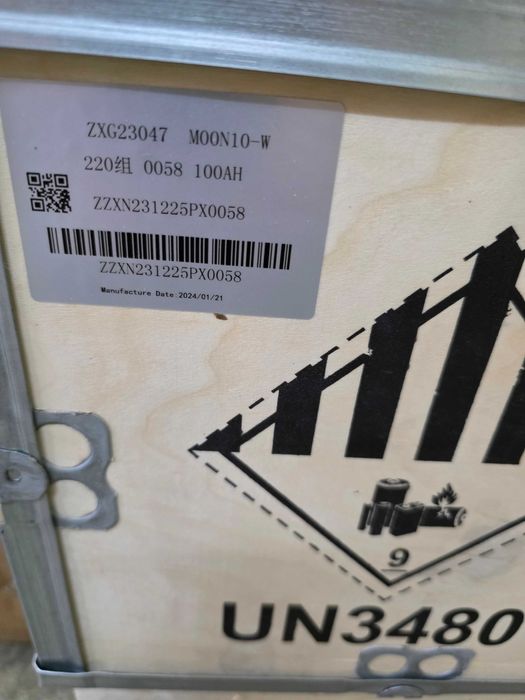 ZXG23047 MOON10-W
220组 0058 100AH
ZZXN231225PX0058
ZZXN231225PX0058
Manufacture Date:2024/01/21
9
UN3480